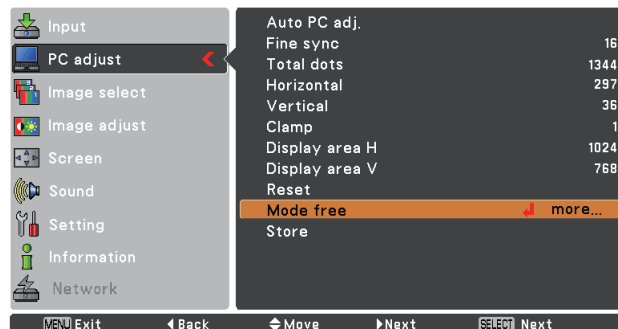 Input
PC adjust
Image select
Image adjust
Screen
Sound
Setting
Information
Network
Auto PC adj.
Fine sync 16
Total dots 1344
Horizontal 297
Vertical 36
Clamp 1
Display area H 1024
Display area V 768
Reset
Mode free more...
Store
MENU Exit Back Move Next SELECT Next